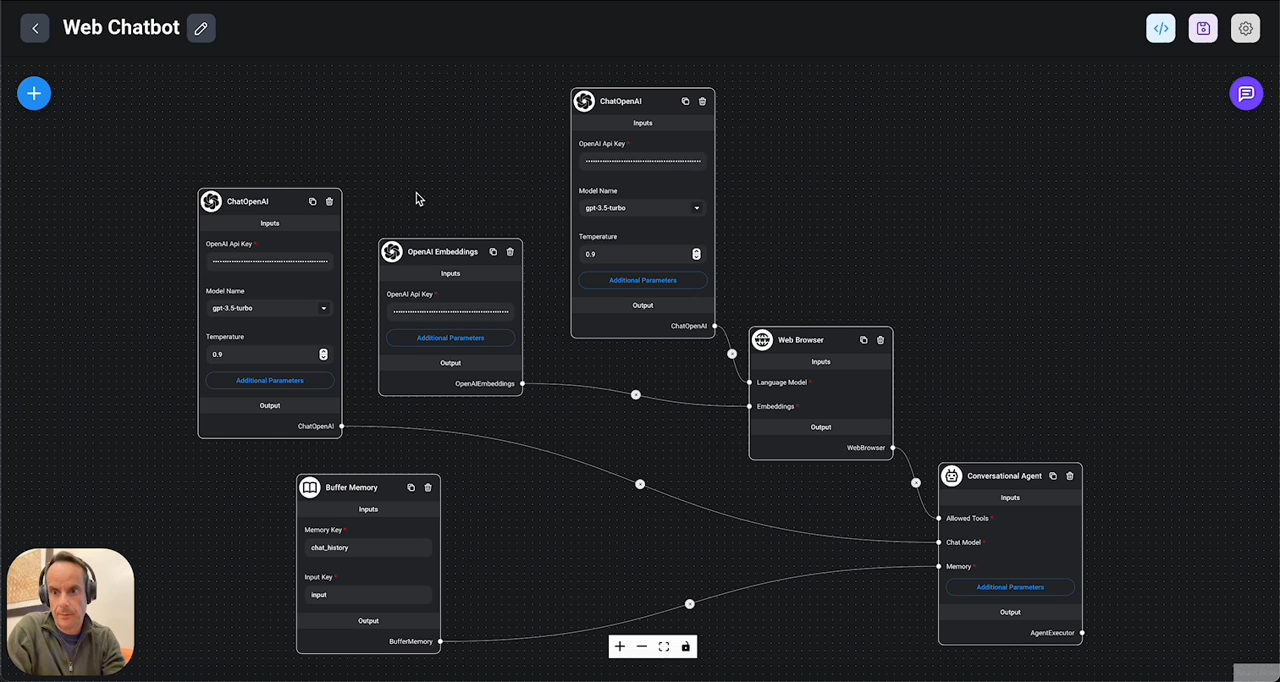 Web Chatbot
ChatOpenAI
Inputs
OpenAI Api Key *
Model Name
gpt-3.5-turbo
Temperature
0.9
Additional Parameters
Output
ChatOpenAI
ChatOpenAI
Inputs
OpenAI Api Key *
Model Name
gpt-3.5-turbo
Temperature
0.9
Additional Parameters
Output
ChatOpenAI
OpenAI Embeddings
Inputs
OpenAI Api Key *
Additional Parameters
Output
OpenAIEmbeddings
Web Browser
Inputs
Language Model *
Embeddings *
Output
WebBrowser
Buffer Memory
Inputs
Memory Key *
chat_history
Input Key *
input
Output
BufferMemory
Conversational Agent
Inputs
Allowed Tools *
Chat Model *
Memory *
Additional Parameters
Output
AgentExecutor